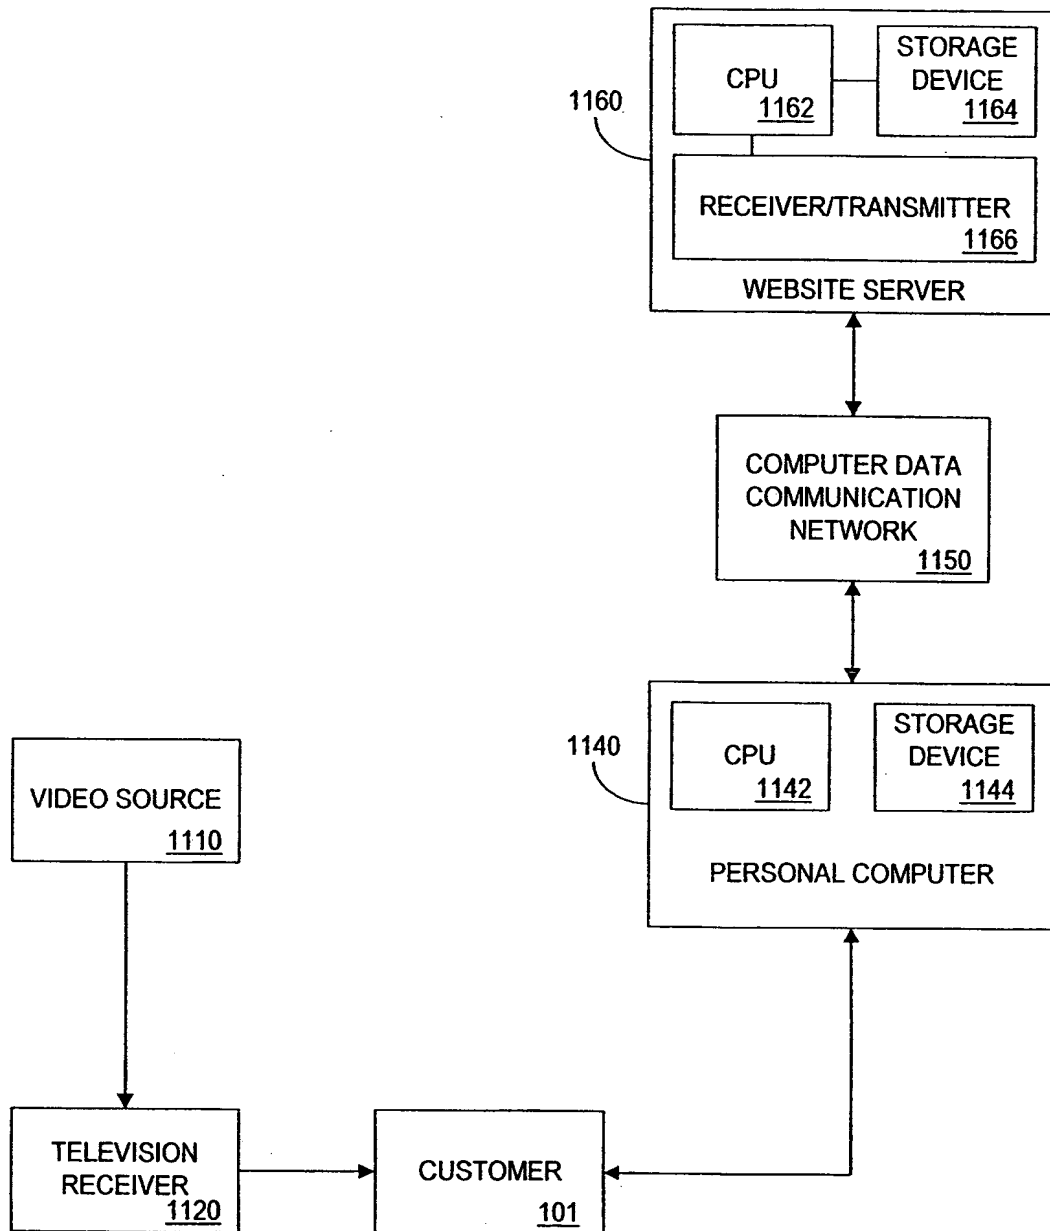 CPU
1162
STORAGE
DEVICE
1164
1160
RECEIVER/TRANSMITTER
1166
WEBSITE SERVER
COMPUTER DATA
COMMUNICATION
NETWORK
1150
1140
CPU
1142
STORAGE
DEVICE
1144
PERSONAL COMPUTER
VIDEO SOURCE
1110
TELEVISION
RECEIVER
1120
CUSTOMER
101